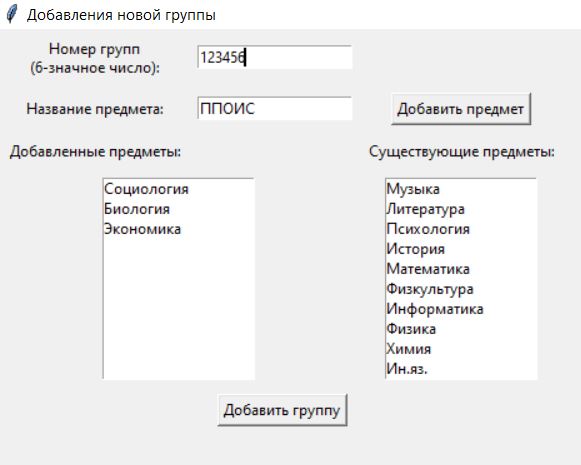 Добавления новой группы
Номер групп
(6-значное число):
123456
Название предмета:
ППОИС
Добавить предмет
Добавленные предметы:
Существующие предметы:
Социология
Биология
Экономика
Музыка
Литература
Психология
История
Математика
Физкультура
Информатика
Физика
Химия
Ин.яз.
Добавить группу